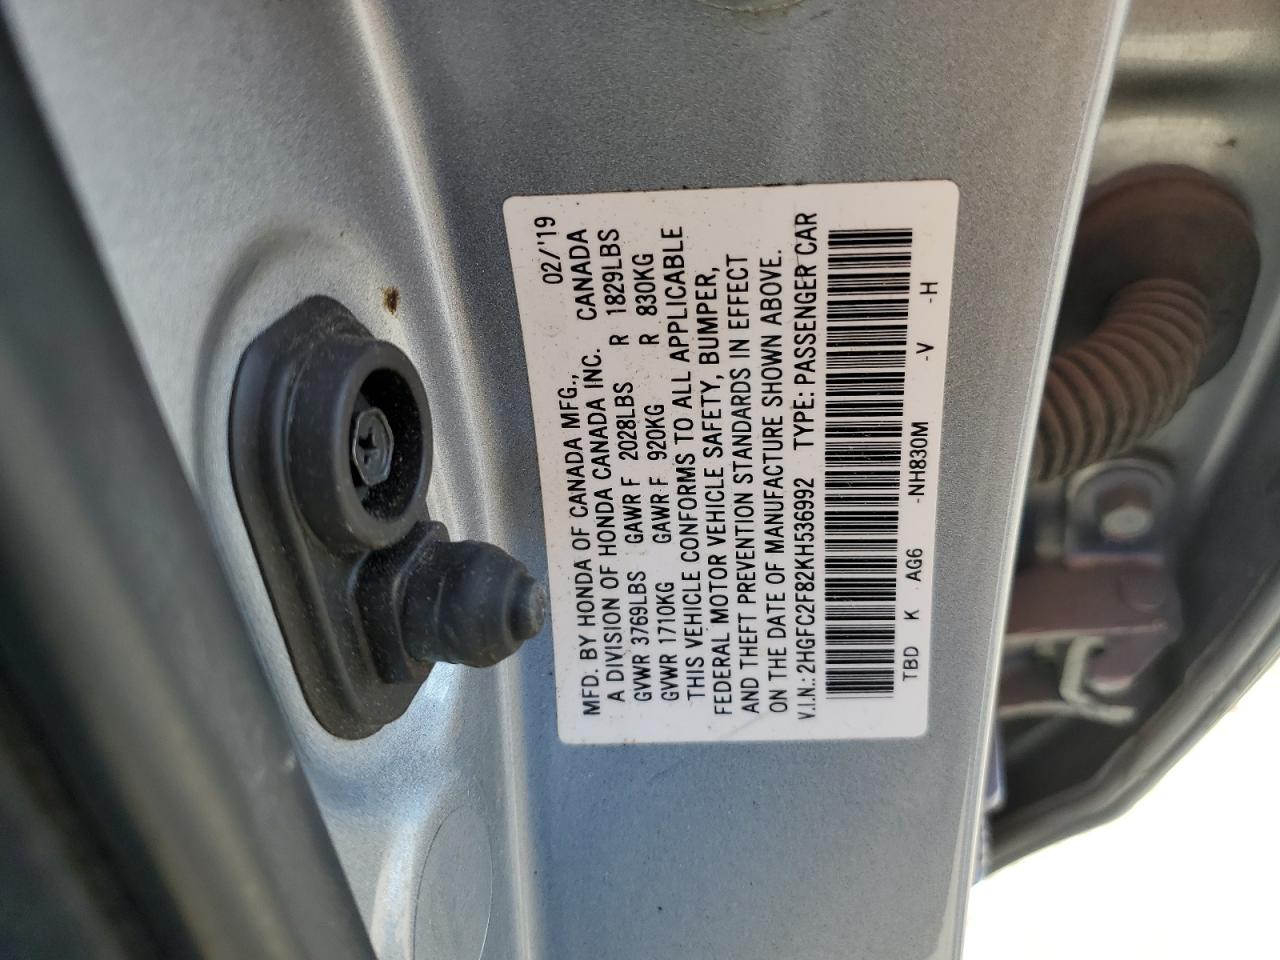 MFD. BY HONDA OF CANADA MFG., 02/'19
A DIVISION OF HONDA CANADA INC. CANADA
GVWR 3769LBS GAWR F 2028LBS R 1829LBS
GVWR 1710KG GAWR F 920KG R 830KG
THIS VEHICLE CONFORMS TO ALL APPLICABLE
FEDERAL MOTOR VEHICLE SAFETY, BUMPER,
AND THEFT PREVENTION STANDARDS IN EFFECT
ON THE DATE OF MANUFACTURE SHOWN ABOVE.
V.I.N.: 2HGFC2F82KH536992 TYPE: PASSENGER CAR
TBD K AG6 -NH830M -V -H